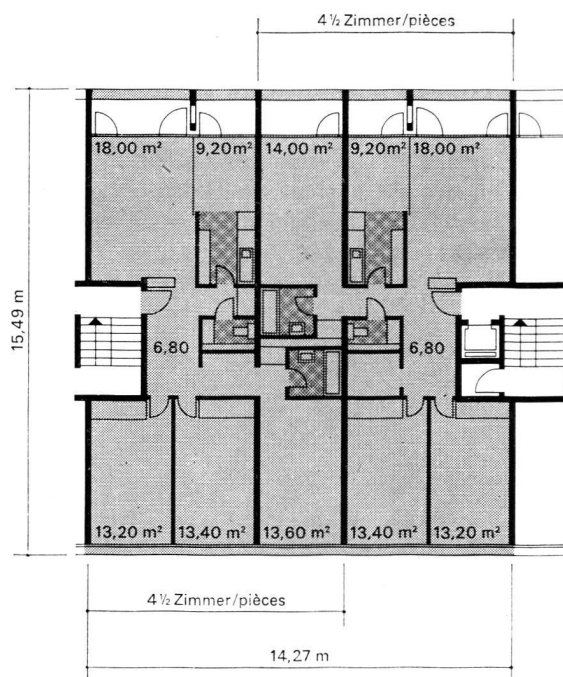 4 ½ Zimmer/pièces
18,00 m² 9,20 m² 14,00 m² 9,20 m² 18,00 m²
15,49 m
6,80 6,80
13,20 m² 13,40 m² 13,60 m² 13,40 m² 13,20 m²
4 ½ Zimmer/pièces
14,27 m